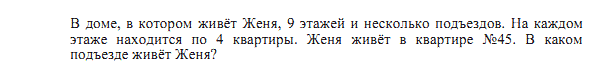 В доме, в котором живёт Женя, 9 этажей и несколько подъездов. На каждом
этаже находится по 4 квартиры. Женя живёт в квартире №45. В каком
подъезде живёт Женя?